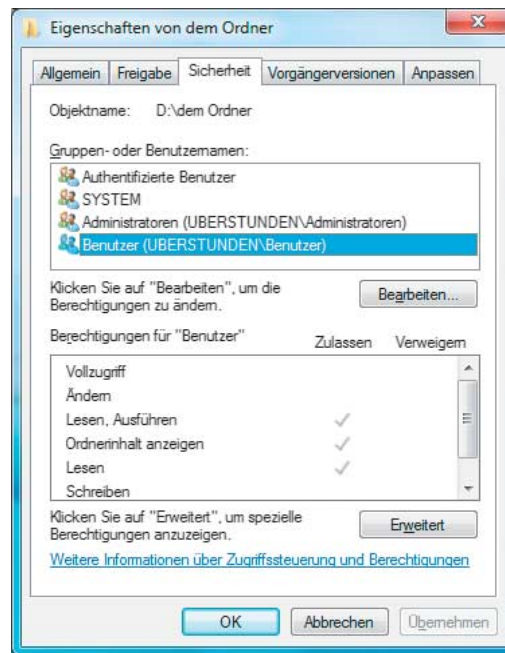 Eigenschaften von dem Ordner
Allgemein Freigabe Sicherheit Vorgängerversionen Anpassen
Objektname: D:\dem Ordner
Gruppen- oder Benutzernamen:
Authentifizierte Benutzer
SYSTEM
Administratoren (UBERSTUNDEN\Administratoren)
Benutzer (UBERSTUNDEN\Benutzer)
Klicken Sie auf "Bearbeiten", um die
Berechtigungen zu ändern.
Bearbeiten...
Berechtigungen für "Benutzer" Zulassen Verweigern
Vollzugriff
Ändern
Lesen, Ausführen
Ordnerinhalt anzeigen
Lesen
Schreiben
Klicken Sie auf "Erweitert", um spezielle
Berechtigungen anzuzeigen.
Erweitert
Weitere Informationen über Zugriffssteuerung und Berechtigungen
OK Abbrechen Übernehmen